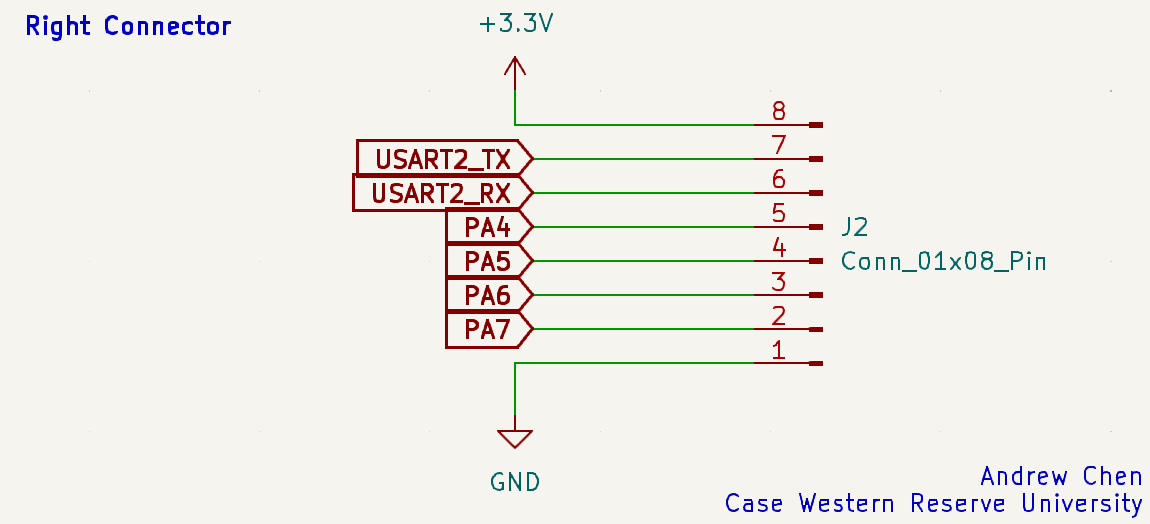 Right Connector
+3.3V
8
USART2_TX 7
USART2_RX 6
PA4 5 J2
PA5 4 Conn_01x08_Pin
PA6 3
PA7 2
1
GND
Andrew Chen
Case Western Reserve University